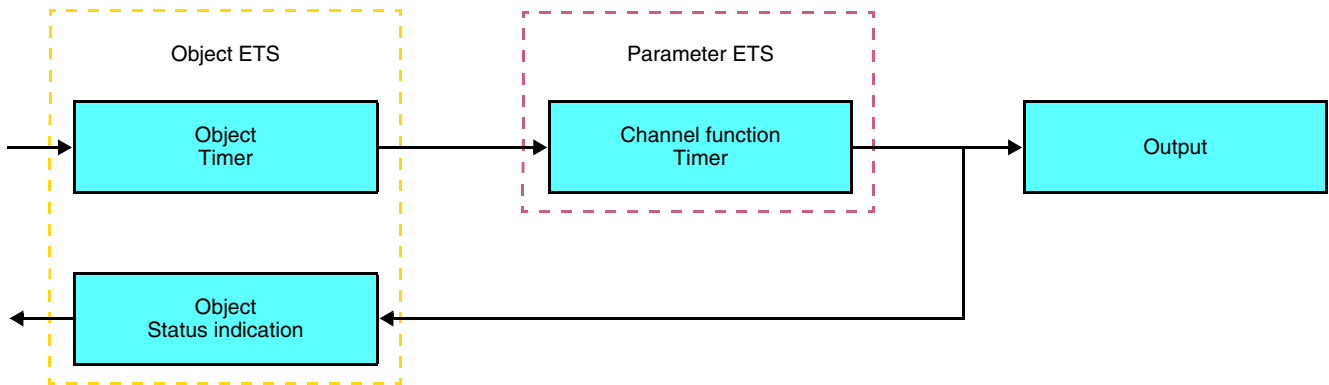 Object ETS
Parameter ETS
Object
Timer
Channel function
Timer
Output
Object
Status indication